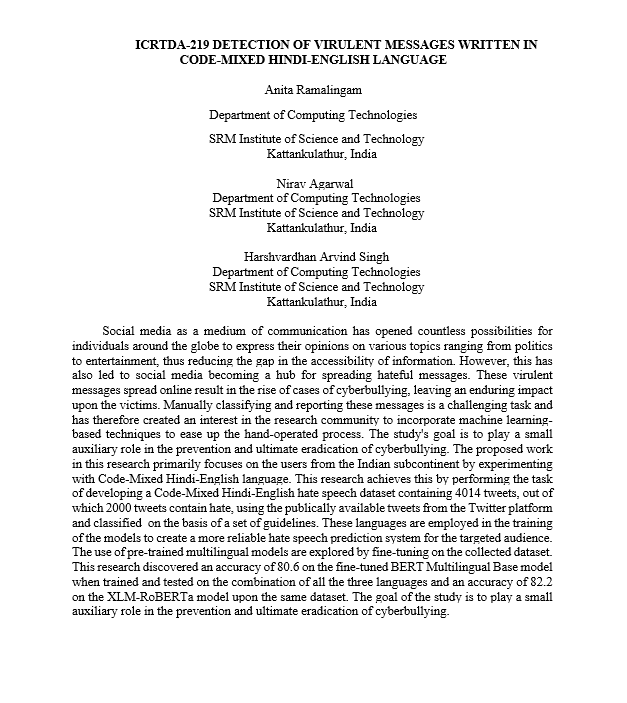 ICRTDA-219 DETECTION OF VIRULENT MESSAGES WRITTEN IN
CODE-MIXED HINDI-ENGLISH LANGUAGE
Anita Ramalingam
Department of Computing Technologies
SRM Institute of Science and Technology
Kattankulathur, India
Nirav Agarwal
Department of Computing Technologies
SRM Institute of Science and Technology
Kattankulathur, India
Harshvardhan Arvind Singh
Department of Computing Technologies
SRM Institute of Science and Technology
Kattankulathur, India
Social media as a medium of communication has opened countless possibilities for
individuals around the globe to express their opinions on various topics ranging from politics
to entertainment, thus reducing the gap in the accessibility of information. However, this has
also led to social media becoming a hub for spreading hateful messages. These virulent
messages spread online result in the rise of cases of cyberbullying, leaving an enduring impact
upon the victims. Manually classifying and reporting these messages is a challenging task and
has therefore created an interest in the research community to incorporate machine learning-
based techniques to ease up the hand-operated process. The study's goal is to play a small
auxiliary role in the prevention and ultimate eradication of cyberbullying. The proposed work
in this research primarily focuses on the users from the Indian subcontinent by experimenting
with Code-Mixed Hindi-English language. This research achieves this by performing the task
of developing a Code-Mixed Hindi-English hate speech dataset containing 4014 tweets, out of
which 2000 tweets contain hate, using the publically available tweets from the Twitter platform
and classified on the basis of a set of guidelines. These languages are employed in the training
of the models to create a more reliable hate speech prediction system for the targeted audience.
The use of pre-trained multilingual models are explored by fine-tuning on the collected dataset.
This research discovered an accuracy of 80.6 on the fine-tuned BERT Multilingual Base model
when trained and tested on the combination of all the three languages and an accuracy of 82.2
on the XLM-RoBERTa model upon the same dataset. The goal of the study is to play a small
auxiliary role in the prevention and ultimate eradication of cyberbullying.